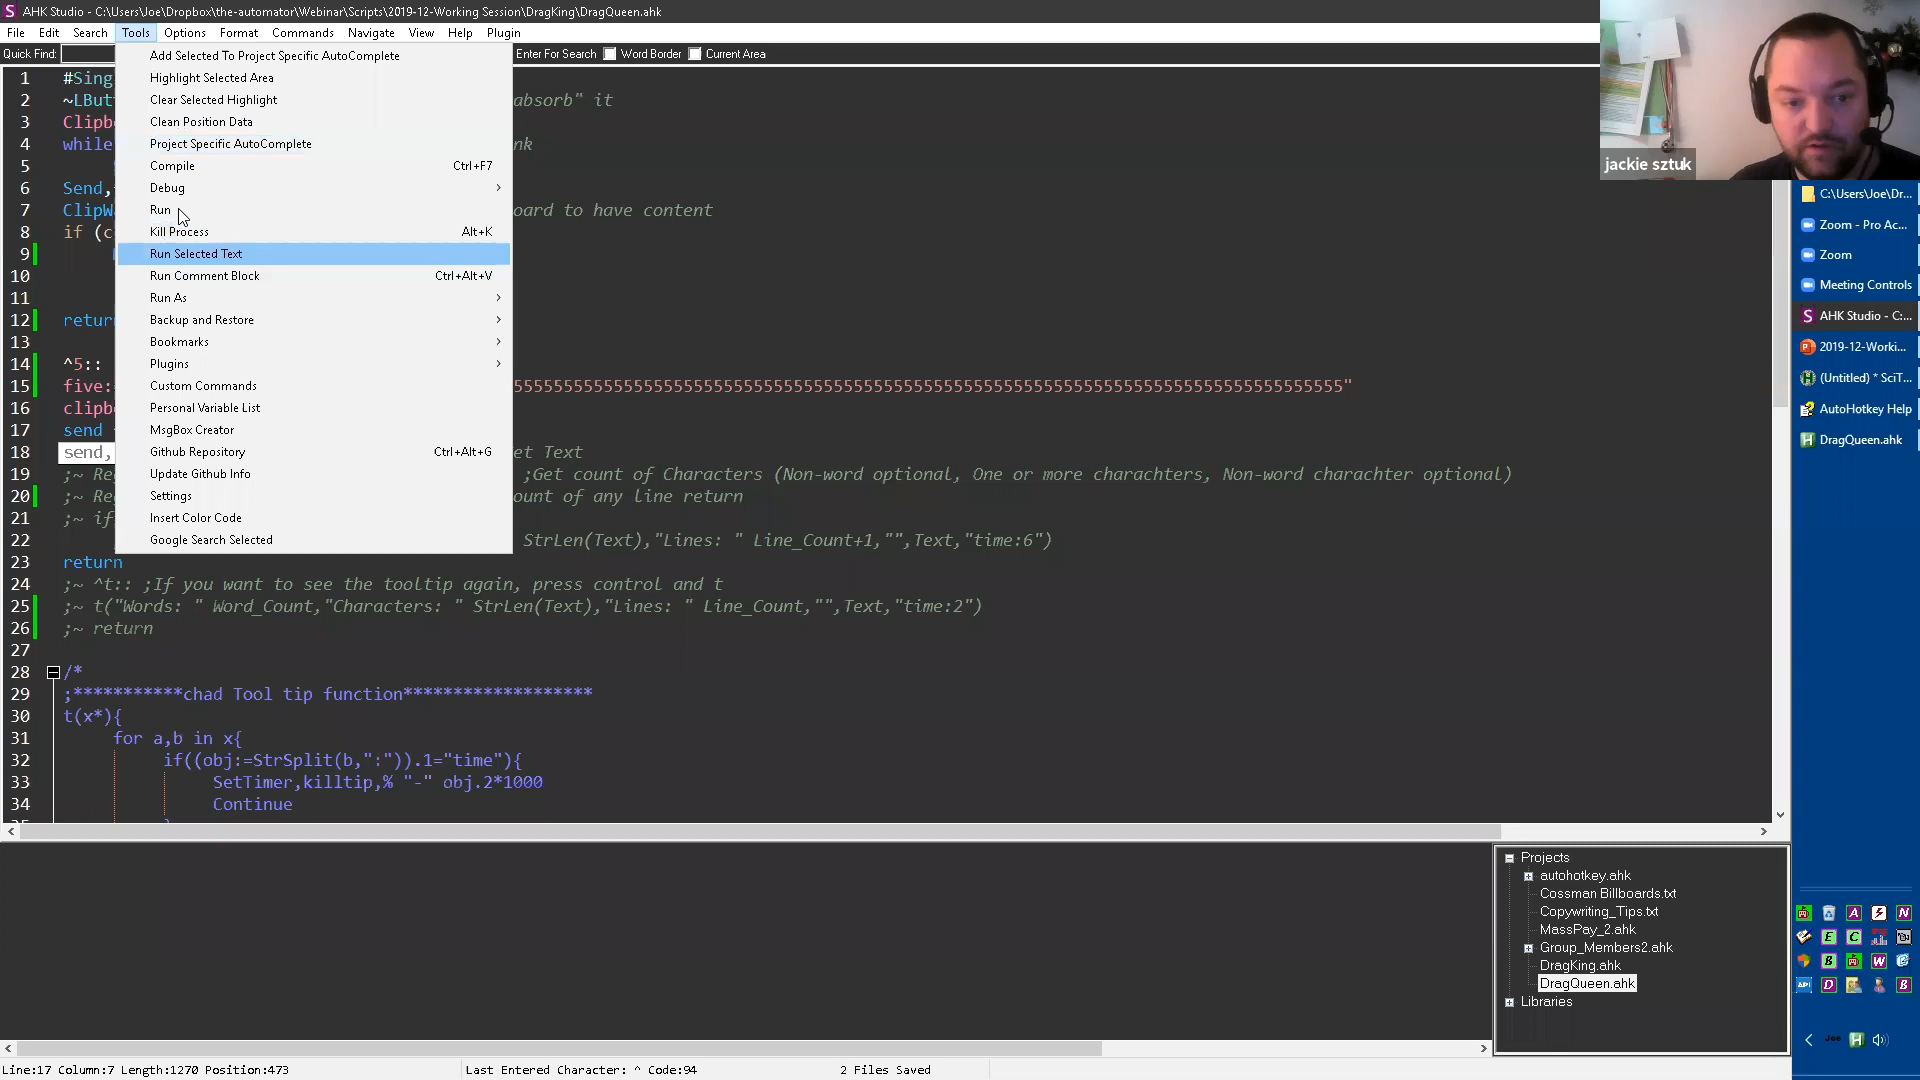 AHK Studio - C:\Users\Joe\Dropbox\the-automator\Webinar\Scripts\2019-12-Working Session\DragKing\DragQueen.ahk
File Edit Search Tools Options Format Commands Navigate View Help Plugin
Quick Find: Enter For Search Word Border Current Area
Add Selected To Project Specific AutoComplete
Highlight Selected Area
Clear Selected Highlight
Clean Position Data
Project Specific AutoComplete
Compile Ctrl+F7
Debug
Run
Kill Process Alt+K
Run Selected Text
Run Comment Block Ctrl+Alt+V
Run As
Backup and Restore
Bookmarks
Plugins
Custom Commands
Personal Variable List
MsgBox Creator
Github Repository Ctrl+Alt+G
Update Github Info
Settings
Insert Color Code
Google Search Selected
1 #Sing
2 ~LBut absorb" it
3 Clipb
4 while nk
5
6 Send,
7 ClipW oard to have content
8 if (c
9
10
11
12 retur
13
14 ^5::
15 five: 55555555555555555555555555555555555555555555555555555555555555555555555555555555555"
16 clipb
17 send
18 send, et Text
19 ;~ Re ;Get count of Characters (Non-word optional, One or more charachters, Non-word charachter optional)
20 ;~ Re ount of any line return
21 ;~ if
22 StrLen(Text),"Lines: " Line_Count+1,"",Text,"time:6")
23 return
24 ;~ ^t:: ;If you want to see the tooltip again, press control and t
25 ;~ t("Words: " Word_Count,"Characters: " StrLen(Text),"Lines: " Line_Count,"",Text,"time:2")
26 ;~ return
27
28 /*
29 ;***********chad Tool tip function*******************
30 t(x*){
31 for a,b in x{
32 if((obj:=StrSplit(b,":")).1="time"){
33 SetTimer,killtip,% "-" obj.2*1000
34 Continue
Projects
autohotkey.ahk
Cossman Billboards.txt
Copywriting_Tips.txt
MassPay_2.ahk
Group_Members2.ahk
DragKing.ahk
DragQueen.ahk
Libraries
Line:17 Column:7 Length:1270 Position:473 Last Entered Character: ^ Code:94 2 Files Saved
jackie sztuk
C:\Users\Joe\Dr...
Zoom - Pro Ac...
Zoom
Meeting Controls
AHK Studio - C:...
2019-12-Worki...
(Untitled) * SciT...
AutoHotkey Help
DragQueen.ahk
Joe